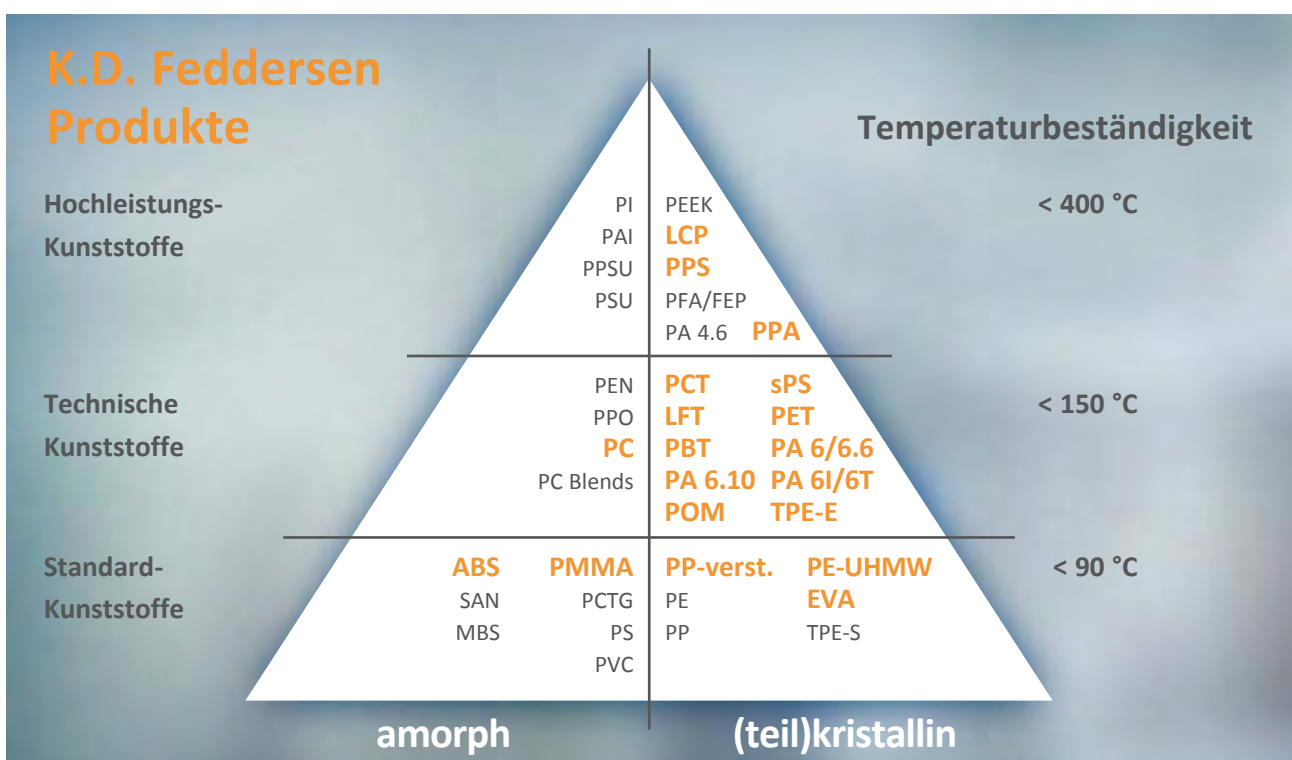 K.D. Feddersen
Produkte
Temperaturbeständigkeit
Hochleistungs-
Kunststoffe
PI PEEK < 400 °C
PAI LCP
PPSU PPS
PSU PFA/FEP
PA 4.6 PPA
Technische
Kunststoffe
PEN PCT sPS < 150 °C
PPO LFT PET
PC PBT PA 6/6.6
PC Blends PA 6.10 PA 6I/6T
POM TPE-E
Standard-
Kunststoffe
ABS PMMA PP-verst. PE-UHMW < 90 °C
SAN PCTG PE EVA
MBS PS PP TPE-S
PVC
amorph (teil)kristallin